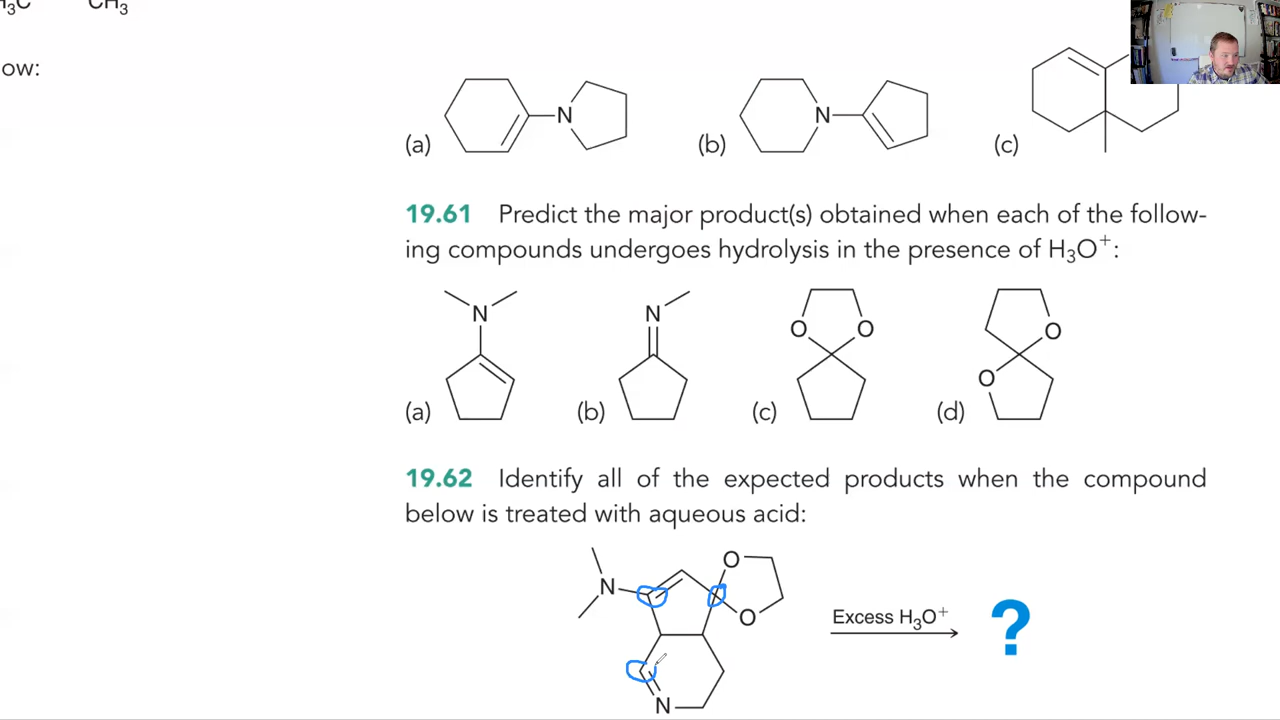 H₃C CH₃
ow:
N
N
(a) (b) (c)
19.61 Predict the major product(s) obtained when each of the follow-
ing compounds undergoes hydrolysis in the presence of H₃O⁺:
N N O O O
O
(a) (b) (c) (d)
19.62 Identify all of the expected products when the compound
below is treated with aqueous acid:
O
N
O
Excess H₃O⁺
?
N